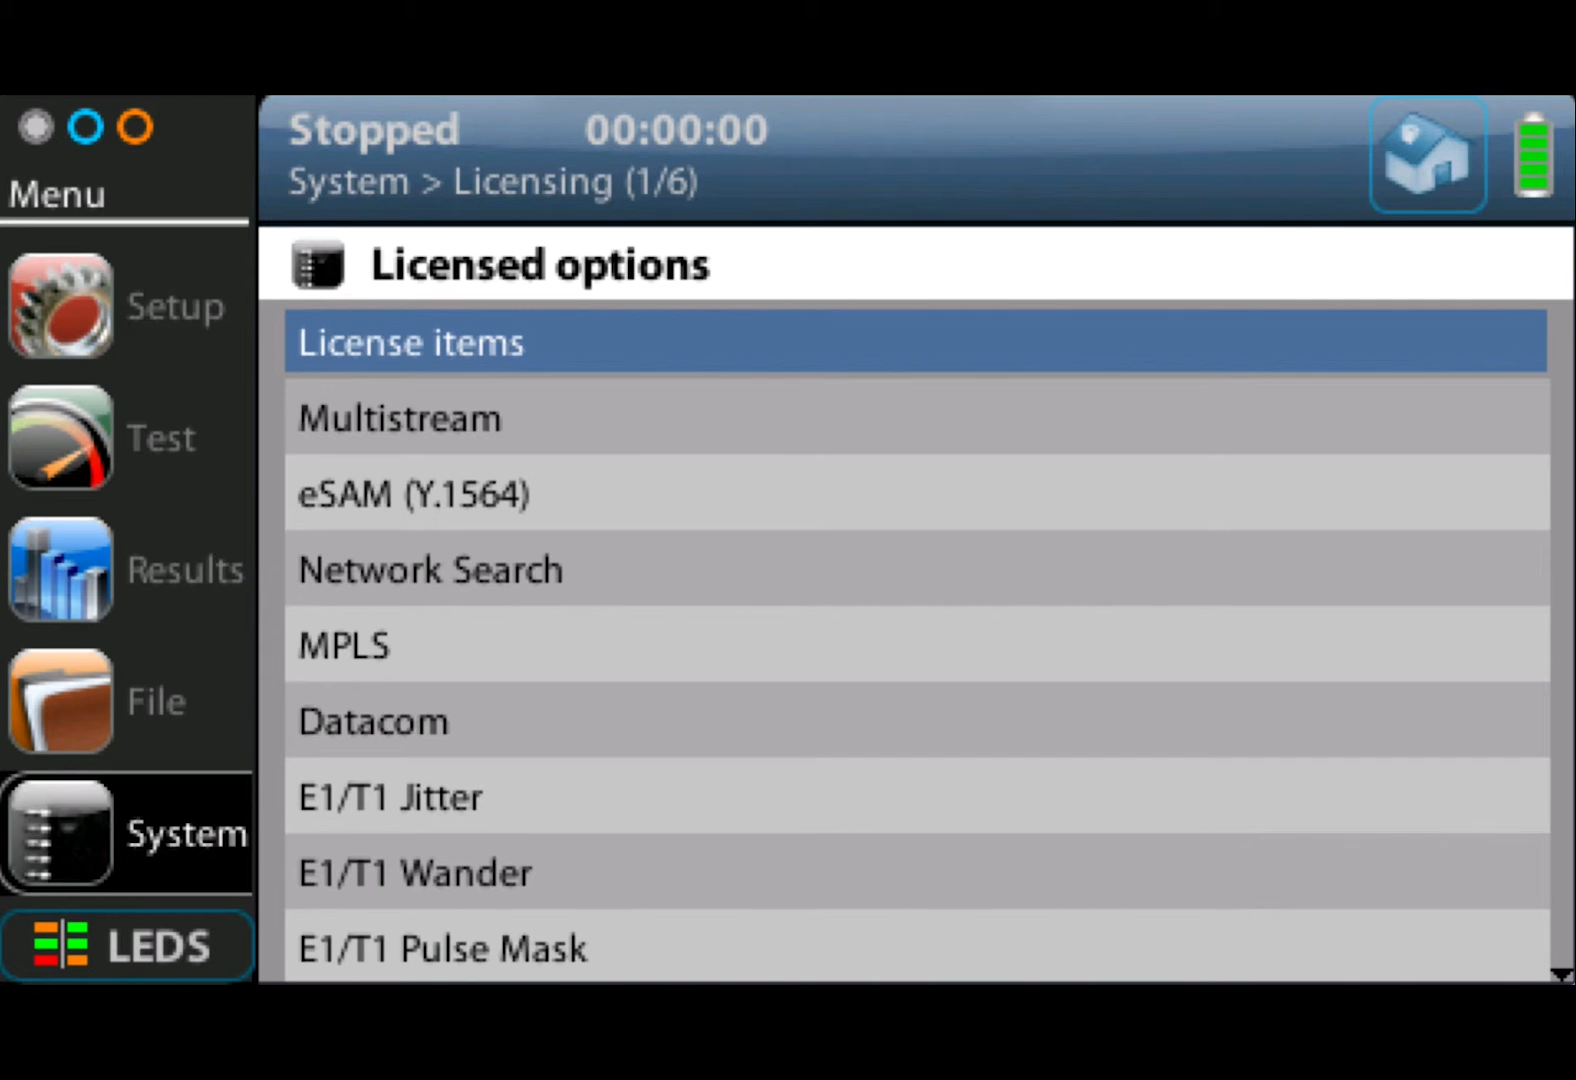 Stopped 00:00:00
System > Licensing (1/6)
Menu
Setup
Test
Results
File
System
LEDS
Licensed options
License items
Multistream
eSAM (Y.1564)
Network Search
MPLS
Datacom
E1/T1 Jitter
E1/T1 Wander
E1/T1 Pulse Mask